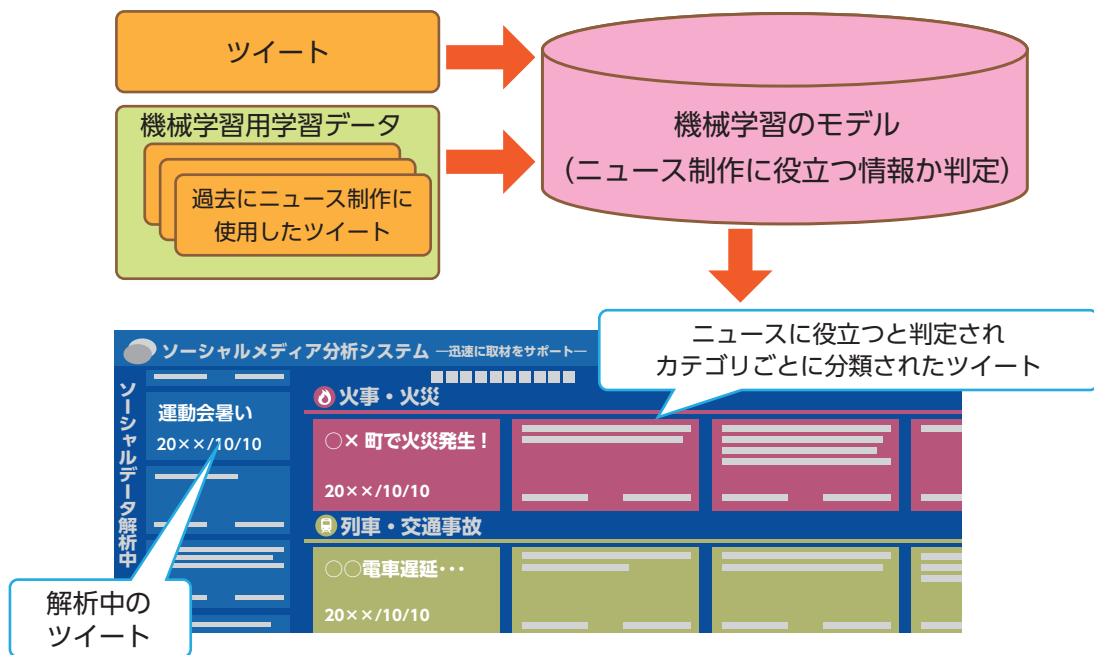 ツイート
機械学習用学習データ
過去にニュース制作に
使用したツイート
機械学習のモデル
(ニュース制作に役立つ情報か判定)
ニュースに役立つと判定され
カテゴリごとに分類されたツイート
ソーシャルメディア分析システム ―迅速に取材をサポート―
ソーシャルデータ解析中
運動会暑い
20××/10/10
火事・火災
○× 町で火災発生!
20××/10/10
列車・交通事故
○○電車遅延･･･
20××/10/10
解析中の
ツイート